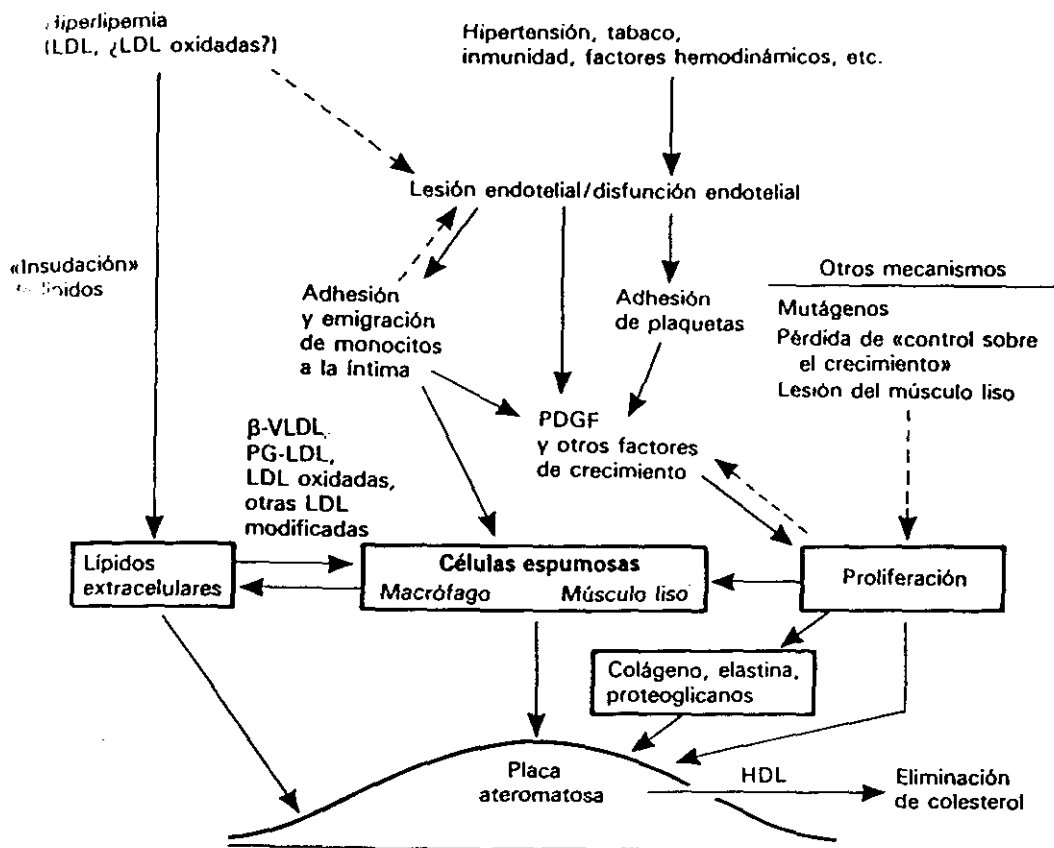 Hiperlipemia
(LDL, ¿LDL oxidadas?)
Hipertensión, tabaco,
inmunidad, factores hemodinámicos, etc.
Lesión endotelial/disfunción endotelial
«Insudación»
de lípidos
Adhesión
y emigración
de monocitos
a la íntima
Adhesión
de plaquetas
Otros mecanismos
Mutágenos
Pérdida de «control sobre
el crecimiento»
Lesión del músculo liso
PDGF
y otros factores
de crecimiento
β-VLDL,
PG-LDL,
LDL oxidadas,
otras LDL
modificadas
Lípidos
extracelulares
Células espumosas
Macrófago Músculo liso
Proliferación
Colágeno, elastina,
proteoglicanos
Placa
ateromatosa
HDL
Eliminación
de colesterol